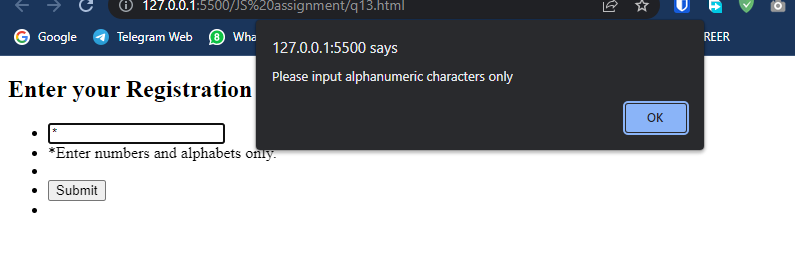 127.0.0.1:5500/JS%20assignment/q13.html
Google Telegram Web Wha REER
127.0.0.1:5500 says
Please input alphanumeric characters only
OK
Enter your Registration
*
*Enter numbers and alphabets only.
Submit